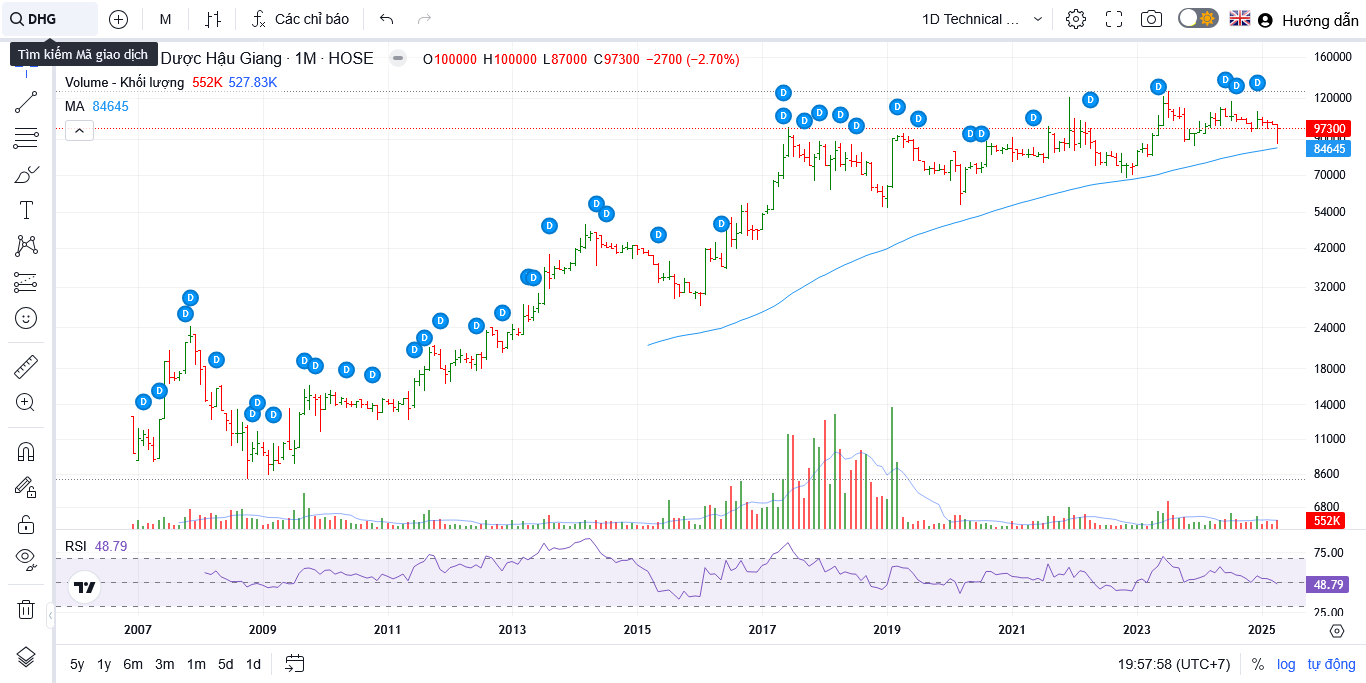 DHG
M
Các chỉ báo
1D Technical ...
Hướng dẫn
Tìm kiếm Mã giao dịch
Dược Hậu Giang · 1M · HOSE
O100000 H100000 L87000 C97300 −2700 (−2.70%)
Volume - Khối lượng 552K 527.83K
MA 84645
160000
120000
97300
90000
84645
70000
54000
42000
32000
24000
18000
14000
11000
8600
6800
552K
D D D D D D D D D D D D D D D D D D D D D D D D D D D D D D D D D D D D D D D D D D D D
RSI 48.79
75.00
48.79
25.00
2007 2009 2011 2013 2015 2017 2019 2021 2023 2025
5y 1y 6m 3m 1m 5d 1d
19:57:58 (UTC+7) % log tự động